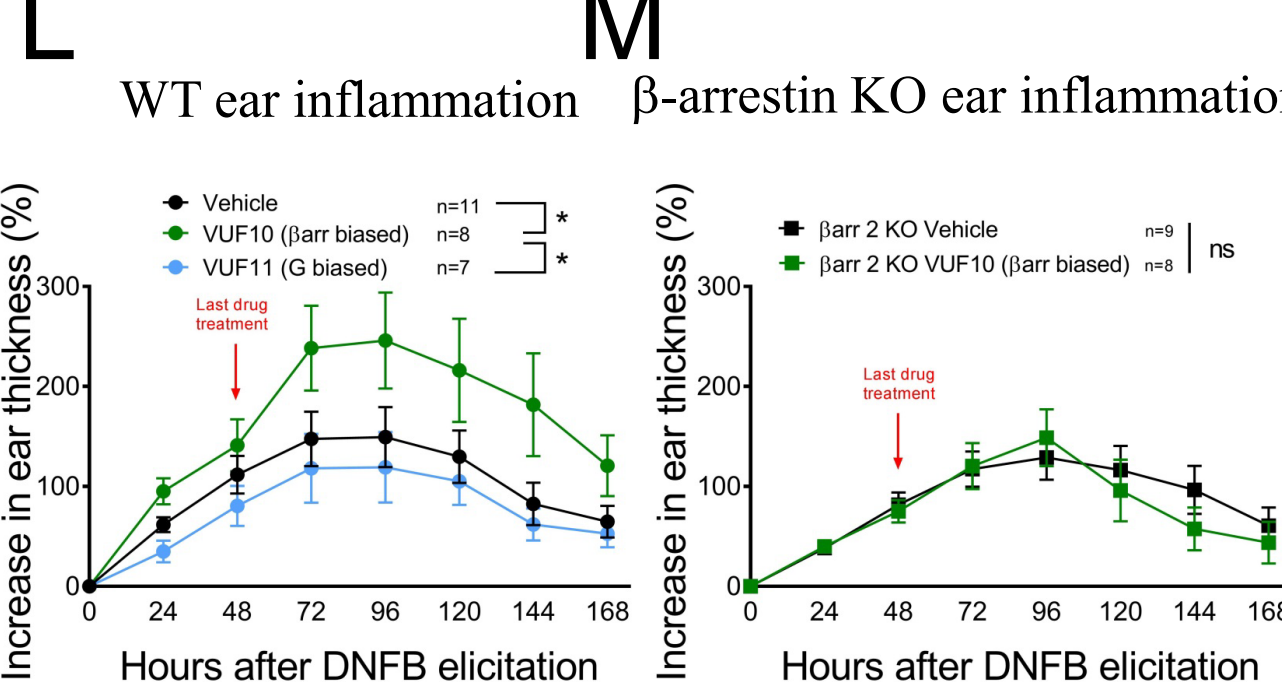 L
WT ear inflammation
Increase in ear thickness (%)
Vehicle n=11
VUF10 (βarr biased) n=8
VUF11 (G biased) n=7
*
*
300
200
100
0
Last drug
treatment
0 24 48 72 96 120 144 168
Hours after DNFB elicitation
M
β-arrestin KO ear inflammatio
Increase in ear thickness (%)
βarr 2 KO Vehicle n=9
βarr 2 KO VUF10 (βarr biased) n=8
ns
300
200
100
0
Last drug
treatment
0 24 48 72 96 120 144 168
Hours after DNFB elicitation